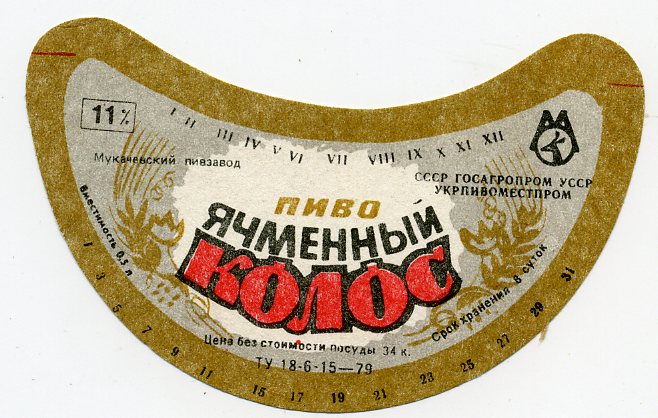 11%
I II III IV V VI VII VIII IX X XI XII
Мукачевский пивзавод
СССР ГОСАГРОПРОМ УССР
УКРПИВОМЕСТПРОМ
ПИВО
ЯЧМЕННЫЙ
КОЛОС
Вместимость 0,5 л.
Срок хранения 8 суток
Цена без стоимости посуды 34 к.
ТУ 18-6-15—79
1 3 5 7 9 11 15 17 19 21 23 25 27 29 31